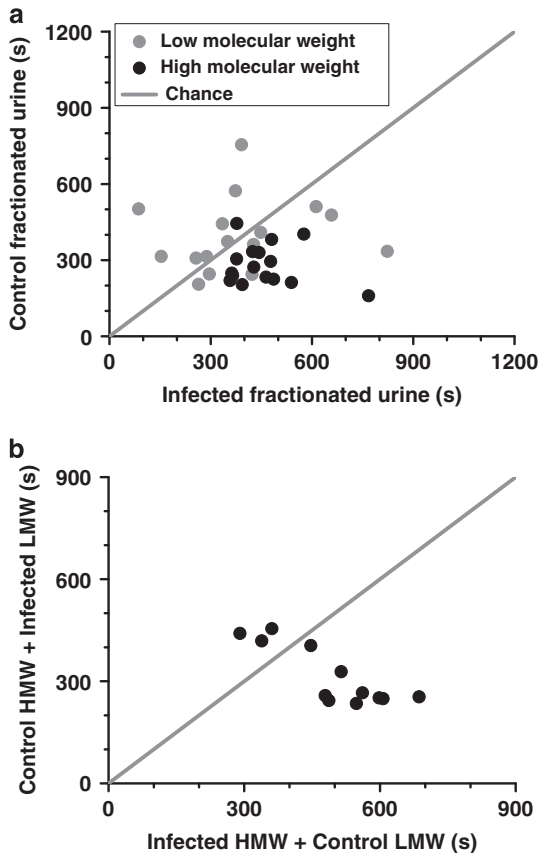 a
1200
900
600
300
0
Control fractionated urine (s)
Low molecular weight
High molecular weight
Chance
0 300 600 900 1200
Infected fractionated urine (s)
b
900
600
300
0
Control HMW + Infected LMW (s)
0 300 600 900
Infected HMW + Control LMW (s)